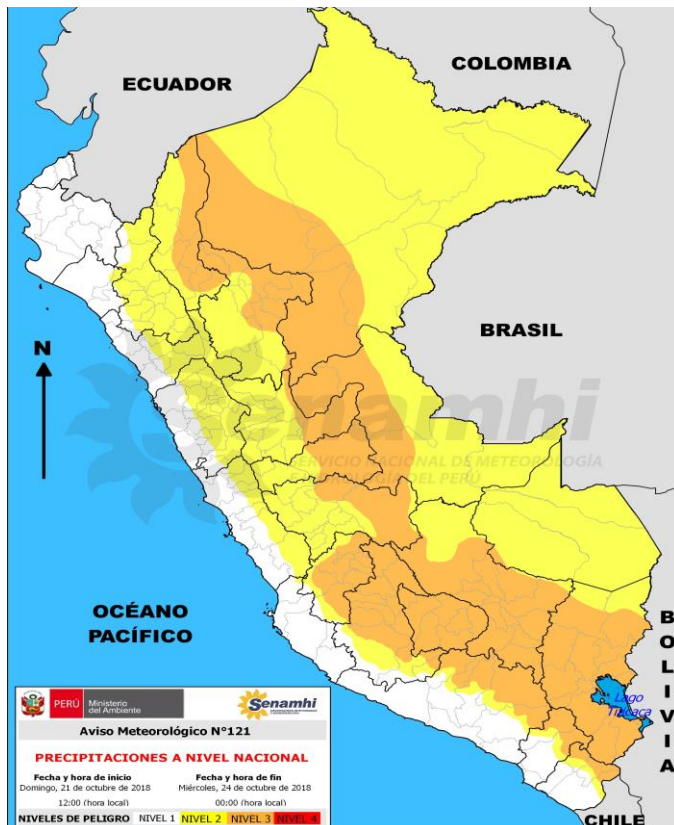 COLOMBIA
ECUADOR
BRASIL
N
Senamhi
SERVICIO NACIONAL DE METEOROLOGÍA
DEL PERÚ
OCÉANO
PACÍFICO
BOLIVIA
Lago
Titicaca
CHILE
PERÚ Ministerio
del Ambiente
Senamhi
Aviso Meteorológico N°121
PRECIPITACIONES A NIVEL NACIONAL
Fecha y hora de inicio Fecha y hora de fin
Domingo, 21 de octubre de 2018 Miércoles, 24 de octubre de 2018
12:00 (hora local) 00:00 (hora local)
NIVELES DE PELIGRO NIVEL 1 NIVEL 2 NIVEL 3 NIVEL 4